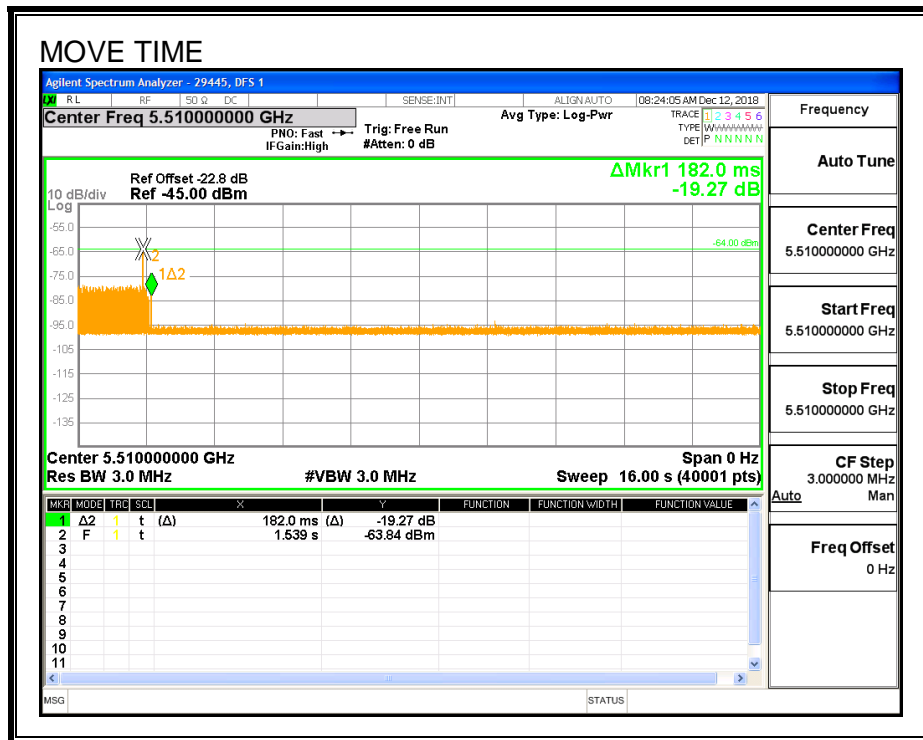 MOVE TIME
Agilent Spectrum Analyzer - 29445, DFS 1
LXI RL RF 50 Ω DC SENSE:INT ALIGN AUTO 08:24:05 AM Dec 12, 2018
Center Freq 5.510000000 GHz
PNO: Fast Trig: Free Run
IFGain:High #Atten: 0 dB
Avg Type: Log-Pwr
TRACE 1 2 3 4 5 6
TYPE WWWWWW
DET P N N N N N
ΔMkr1 182.0 ms
-19.27 dB
Ref Offset -22.8 dB
10 dB/div Ref -45.00 dBm
Log
-55.0
-64.00 dBm
-65.0
2
1Δ2
-75.0
-85.0
-95.0
-105
-115
-125
-135
Center 5.510000000 GHz Span 0 Hz
Res BW 3.0 MHz #VBW 3.0 MHz Sweep 16.00 s (40001 pts)
MKR MODE TRC SCL X Y FUNCTION FUNCTION WIDTH FUNCTION VALUE
1 Δ2 1 t (Δ) 182.0 ms (Δ) -19.27 dB
2 F 1 t 1.539 s -63.84 dBm
3
4
5
6
7
8
9
10
11
MSG STATUS
Frequency
Auto Tune
Center Freq
5.510000000 GHz
Start Freq
5.510000000 GHz
Stop Freq
5.510000000 GHz
CF Step
3.000000 MHz
Auto Man
Freq Offset
0 Hz